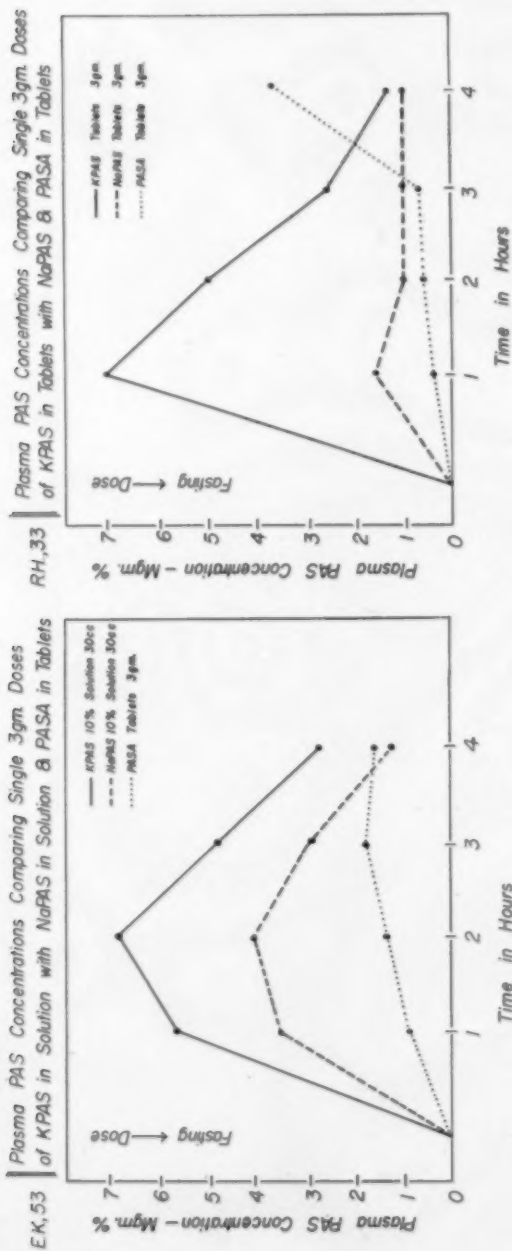 E.K, 53
Plasma PAS Concentrations Comparing Single 3gm. Doses
of KPAS in Solution with NaPAS in Solution & PASA in Tablets
KPAS 10% Solution 30cc
NaPAS 10% Solution 30cc
PASA Tablets 3gm.
Fasting
Dose
Plasma PAS Concentration - Mgm. %
7
6
5
4
3
2
1
0
1 2 3 4
Time in Hours
R.H., 33
Plasma PAS Concentrations Comparing Single 3gm. Doses
of KPAS in Tablets with NaPAS & PASA in Tablets
KPAS Tablets 3gm.
NaPAS Tablets 3gm.
PASA Tablets 3gm.
Fasting
Dose
Plasma PAS Concentration - Mgm. %
7
6
5
4
3
2
1
0
1 2 3 4
Time in Hours